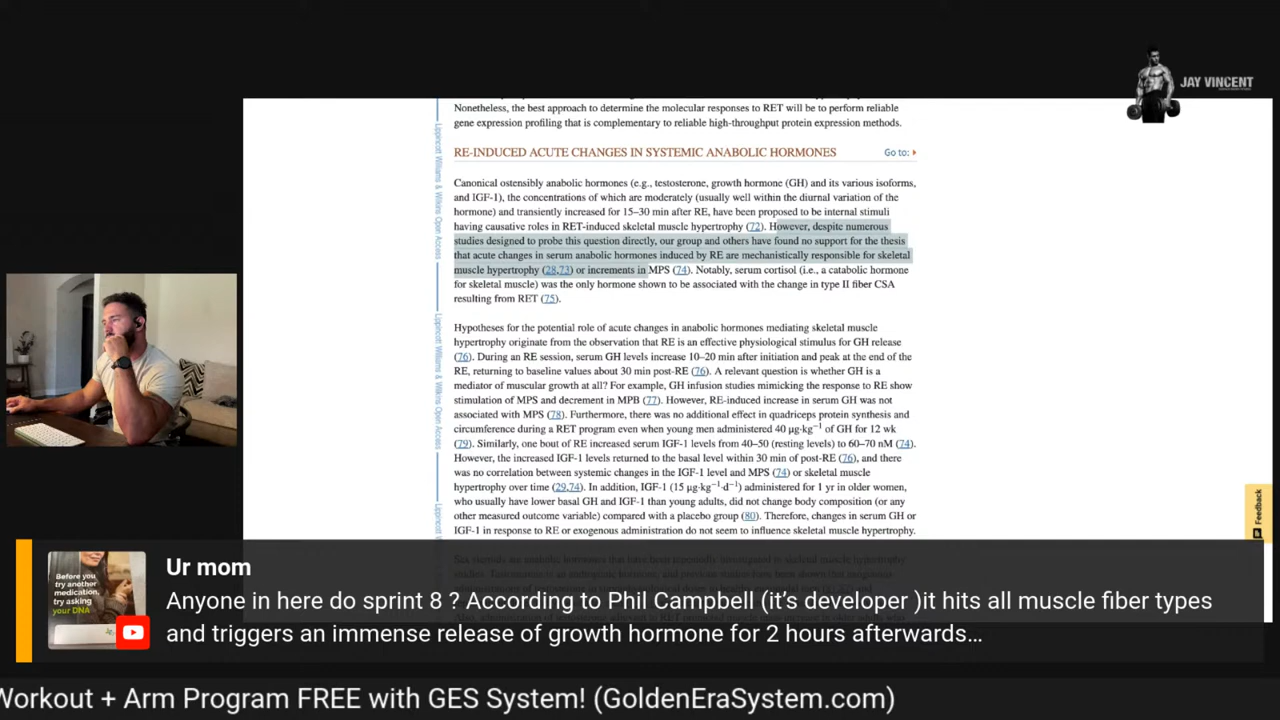 JAY VINCENT
Nonetheless, the best approach to determine the molecular responses to RET will be to perform reliable
gene expression profiling that is complementary to reliable high-throughput protein expression methods.
RE-INDUCED ACUTE CHANGES IN SYSTEMIC ANABOLIC HORMONES
Go to:
Canonical ostensibly anabolic hormones (e.g., testosterone, growth hormone (GH) and its various isoforms,
and IGF-1), the concentrations of which are moderately (usually well within the diurnal variation of the
hormone) and transiently increased for 15–30 min after RE, have been proposed to be internal stimuli
having causative roles in RET-induced skeletal muscle hypertrophy (72). However, despite numerous
studies designed to probe this question directly, our group and others have found no support for the thesis
that acute changes in serum anabolic hormones induced by RE are mechanistically responsible for skeletal
muscle hypertrophy (28,73) or increments in MPS (74). Notably, serum cortisol (i.e., a catabolic hormone
for skeletal muscle) was the only hormone shown to be associated with the change in type II fiber CSA
resulting from RET (75).
Hypotheses for the potential role of acute changes in anabolic hormones mediating skeletal muscle
hypertrophy originate from the observation that RE is an effective physiological stimulus for GH release
(76). During an RE session, serum GH levels increase 10–20 min after initiation and peak at the end of the
RE, returning to baseline values about 30 min post-RE (76). A relevant question is whether GH is a
mediator of muscular growth at all? For example, GH infusion studies mimicking the response to RE show
stimulation of MPS and decrement in MPB (77). However, RE-induced increase in serum GH was not
associated with MPS (78). Furthermore, there was no additional effect in quadriceps protein synthesis and
circumference during a RET program even when young men administered 40 μg·kg−1 of GH for 12 wk
(79). Similarly, one bout of RE increased serum IGF-1 levels from 40–50 (resting levels) to 60–70 nM (74).
However, the increased IGF-1 levels returned to the basal level within 30 min of post-RE (76), and there
was no correlation between systemic changes in the IGF-1 level and MPS (74) or skeletal muscle
hypertrophy over time (29,74). In addition, IGF-1 (15 μg·kg−1·d−1) administered for 1 yr in older women,
who usually have lower basal GH and IGF-1 than young adults, did not change body composition (or any
other measured outcome variable) compared with a placebo group (80). Therefore, changes in serum GH or
IGF-1 in response to RE or exogenous administration do not seem to influence skeletal muscle hypertrophy.
Lippincott Williams & Wilkins Open Access
Lippincott Williams & Wilkins Open Access
Lippincott W
Feedback
Before you
try another
medication,
try asking
your DNA
Ur mom
Anyone in here do sprint 8 ? According to Phil Campbell (it’s developer )it hits all muscle fiber types
and triggers an immense release of growth hormone for 2 hours afterwards…
Workout + Arm Program FREE with GES System! (GoldenEraSystem.com)